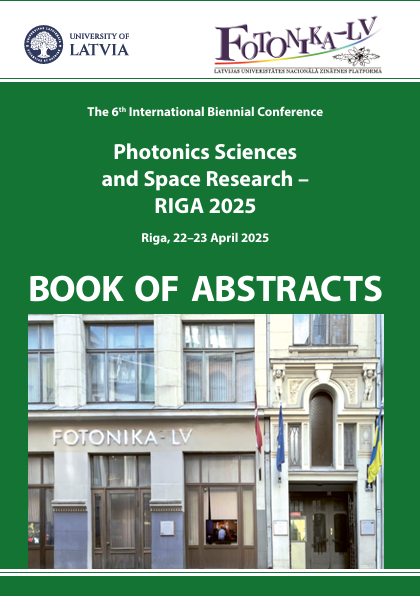 UNIVERSITY OF
LATVIA
FOTONIKA-LV
LATVIJAS UNIVERSITĀTES NACIONĀLĀ ZINĀTNES PLATFORMA
The 6th International Biennial Conference
Photonics Sciences
and Space Research –
RIGA 2025
Riga, 22–23 April 2025
BOOK OF ABSTRACTS
FOTONIKA-LV